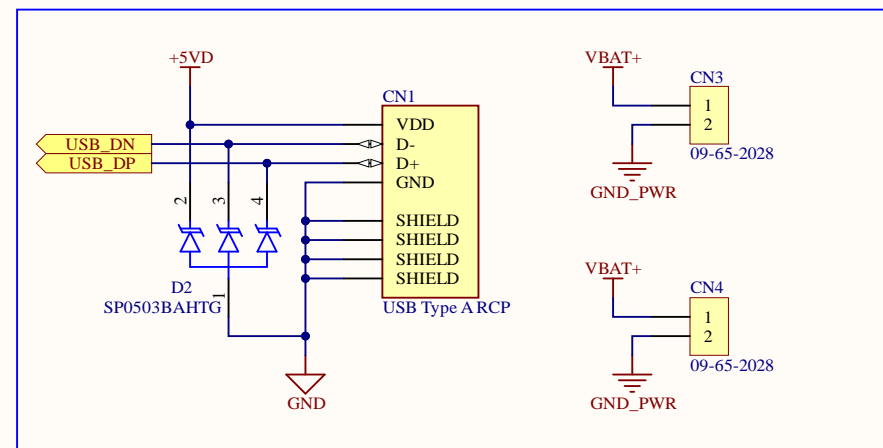 +5VD
CN1
VDD
USB_DN
D-
USB_DP
D+
GND
2
3
4
SHIELD
SHIELD
SHIELD
SHIELD
D2
1
SP0503BAHTG
USB Type A RCP
GND
VBAT+
CN3
1
2
09-65-2028
GND_PWR
VBAT+
CN4
1
2
09-65-2028
GND_PWR